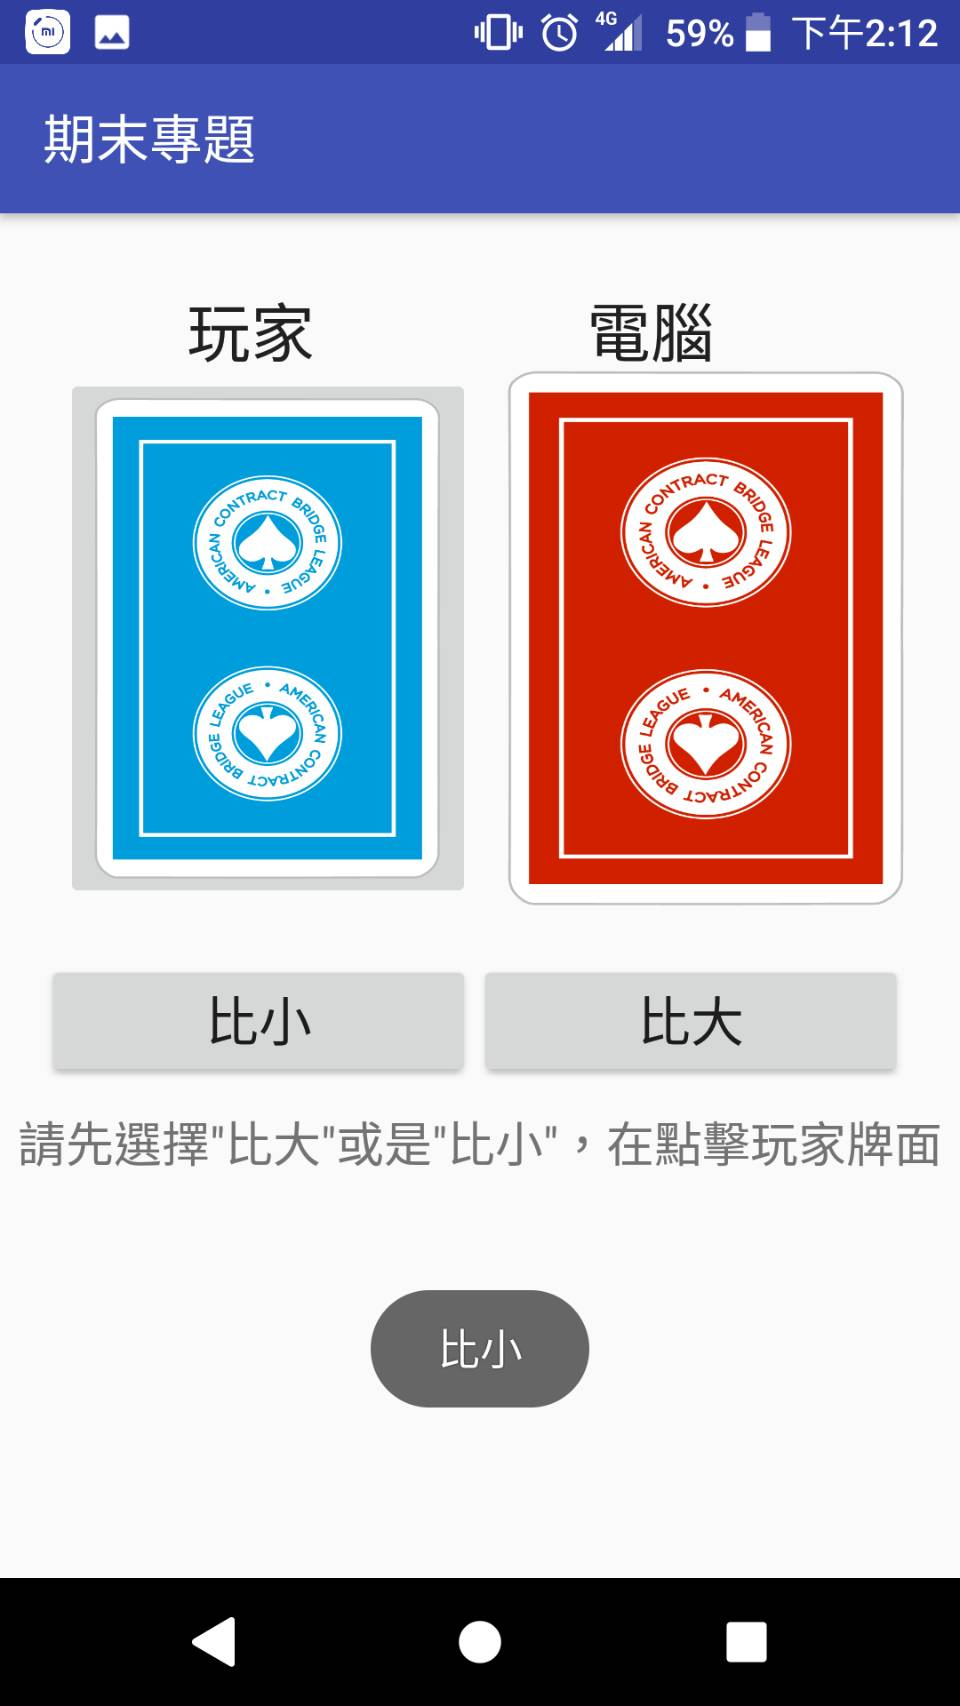 4G 59% 下午2:12
期末專題
玩家 電腦
AMERICAN CONTRACT BRIDGE LEAGUE •
AMERICAN CONTRACT BRIDGE LEAGUE •
AMERICAN CONTRACT BRIDGE LEAGUE •
AMERICAN CONTRACT BRIDGE LEAGUE •
比小 比大
請先選擇"比大"或是"比小"，在點擊玩家牌面
比小